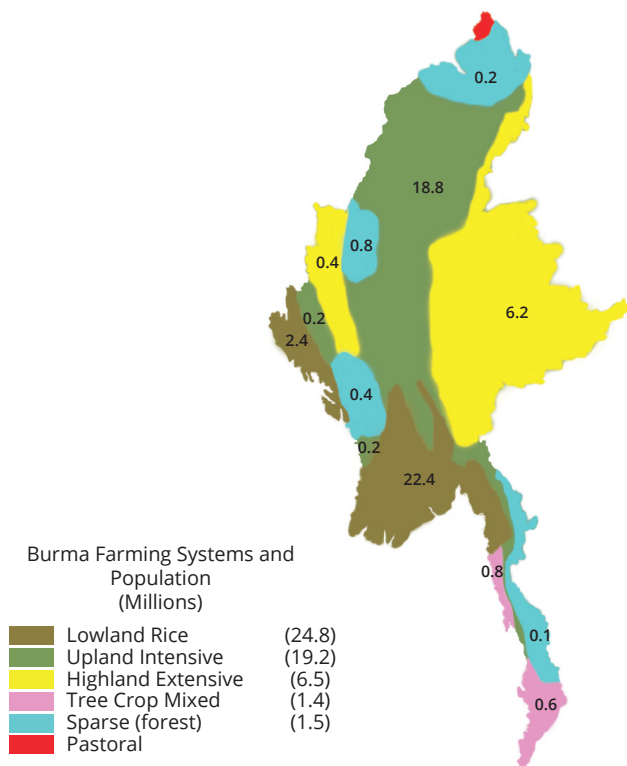 0.2
18.8
0.8
0.4
6.2
0.2
2.4
0.4
0.2
22.4
0.8
0.1
0.6
Burma Farming Systems and
Population
(Millions)
Lowland Rice (24.8)
Upland Intensive (19.2)
Highland Extensive (6.5)
Tree Crop Mixed (1.4)
Sparse (forest) (1.5)
Pastoral